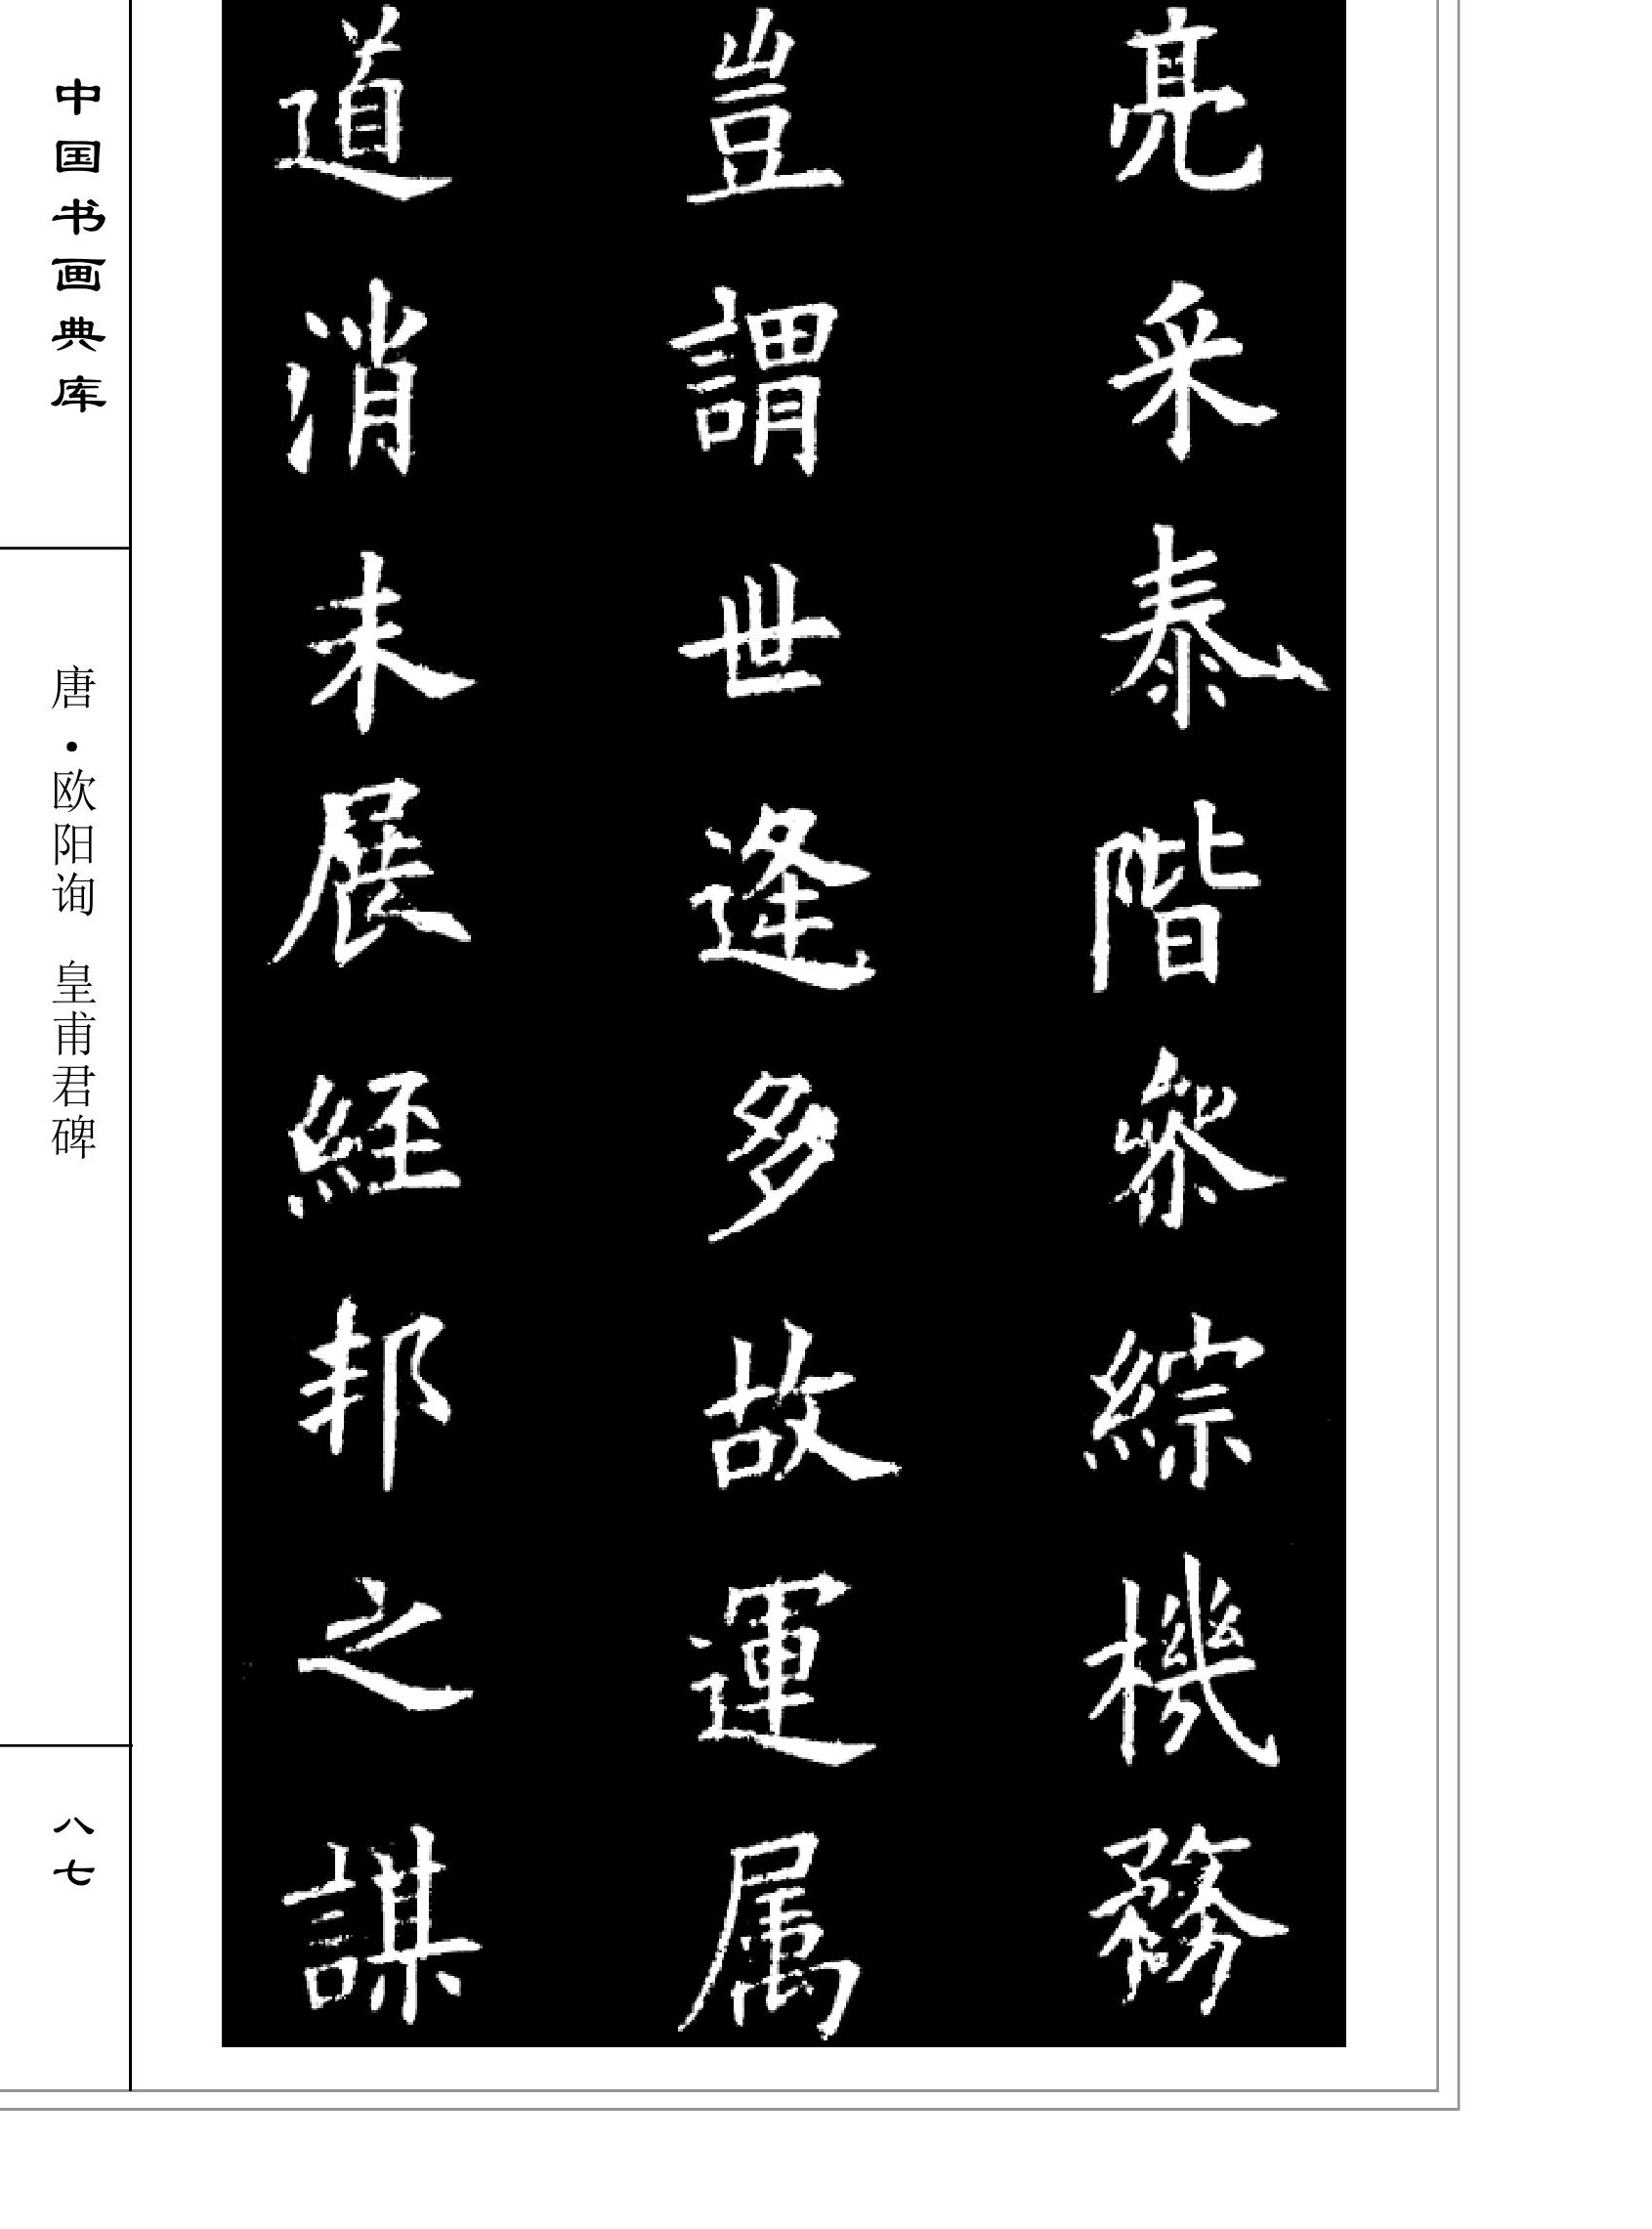 亮采泰階參綜機務
豈謂世逢多故運属
道消未展經邦之謀
中国书画典库
唐·欧阳询 皇甫君碑
八七